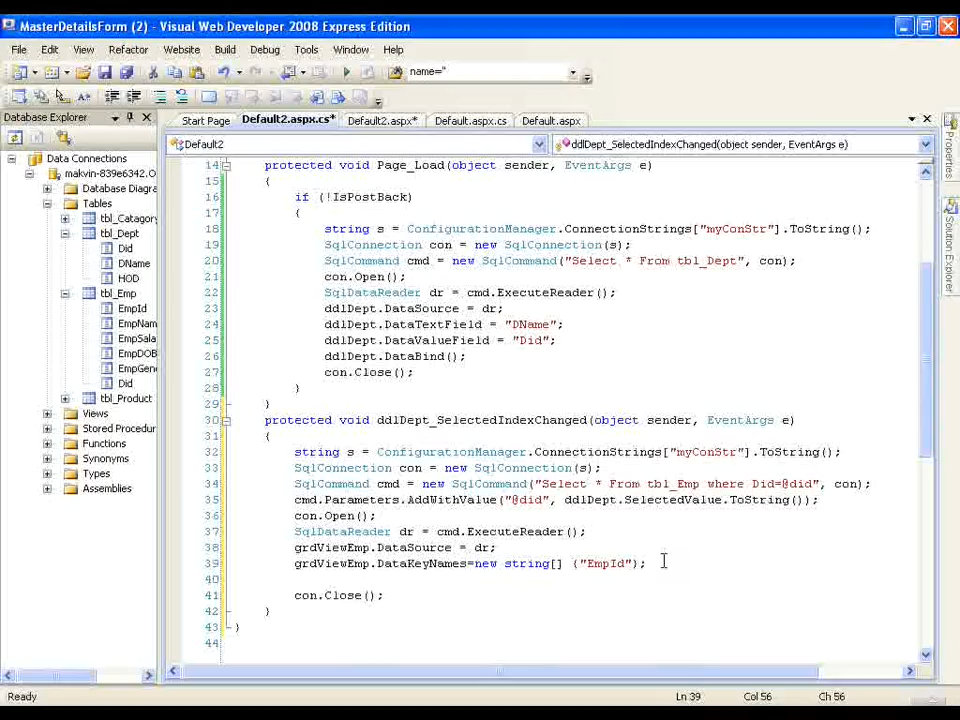 MasterDetailsForm (2) - Visual Web Developer 2008 Express Edition
File Edit View Refactor Website Build Debug Tools Window Help
name="
Database Explorer
Start Page Default2.aspx.cs* Default2.aspx* Default.aspx.cs Default.aspx
Default2 ddlDept_SelectedIndexChanged(object sender, EventArgs e)
Data Connections
makvin-839e6342.O
Database Diagra
Tables
tbl_Catagory
tbl_Dept
Did
DName
HOD
tbl_Emp
EmpId
EmpNam
EmpSala
EmpDOB
EmpGen
Did
tbl_Product
Views
Stored Procedur
Functions
Synonyms
Types
Assemblies
14 protected void Page_Load(object sender, EventArgs e)
15 {
16 if (!IsPostBack)
17 {
18 string s = ConfigurationManager.ConnectionStrings["myConStr"].ToString();
19 SqlConnection con = new SqlConnection(s);
20 SqlCommand cmd = new SqlCommand("Select * From tbl_Dept", con);
21 con.Open();
22 SqlDataReader dr = cmd.ExecuteReader();
23 ddlDept.DataSource = dr;
24 ddlDept.DataTextField = "DName";
25 ddlDept.DataValueField = "Did";
26 ddlDept.DataBind();
27 con.Close();
28 }
29 }
30 protected void ddlDept_SelectedIndexChanged(object sender, EventArgs e)
31 {
32 string s = ConfigurationManager.ConnectionStrings["myConStr"].ToString();
33 SqlConnection con = new SqlConnection(s);
34 SqlCommand cmd = new SqlCommand("Select * From tbl_Emp where Did=@did", con);
35 cmd.Parameters.AddWithValue("@did", ddlDept.SelectedValue.ToString());
36 con.Open();
37 SqlDataReader dr = cmd.ExecuteReader();
38 grdViewEmp.DataSource = dr;
39 grdViewEmp.DataKeyNames=new string[] ("EmpId");
40
41 con.Close();
42 }
43 }
44
Properties
Solution Explorer
Ready Ln 39 Col 56 Ch 56